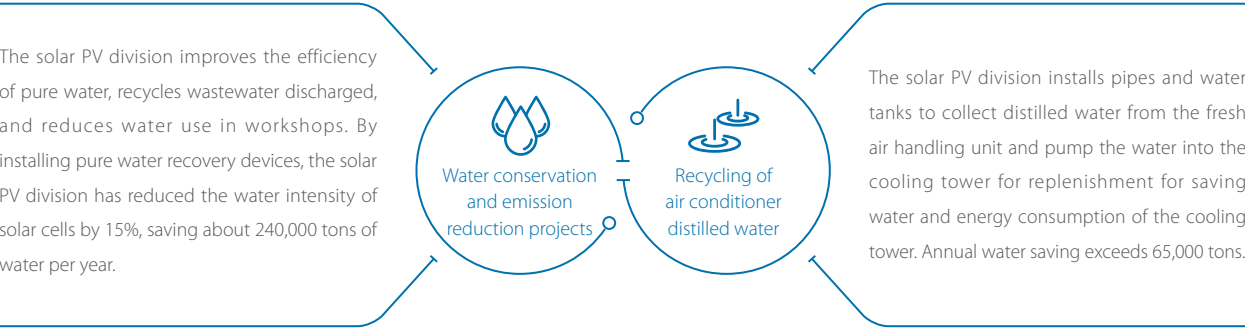 The solar PV division improves the efficiency
of pure water, recycles wastewater discharged,
and reduces water use in workshops. By
installing pure water recovery devices, the solar
PV division has reduced the water intensity of
solar cells by 15%, saving about 240,000 tons of
water per year.
Water conservation
and emission
reduction projects
Recycling of
air conditioner
distilled water
The solar PV division installs pipes and water
tanks to collect distilled water from the fresh
air handling unit and pump the water into the
cooling tower for replenishment for saving
water and energy consumption of the cooling
tower. Annual water saving exceeds 65,000 tons.